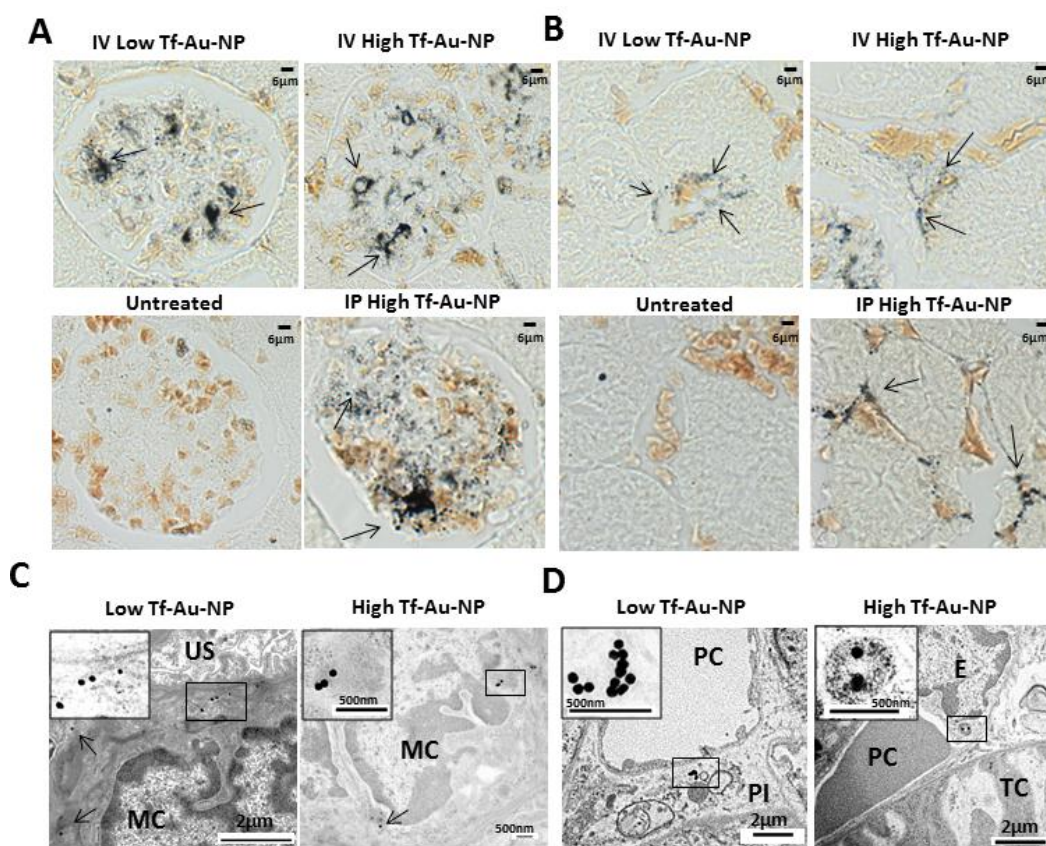 A
B
IV Low Tf-Au-NP
IV High Tf-Au-NP
IV Low Tf-Au-NP
IV High Tf-Au-NP
6µm
6µm
6µm
6µm
Untreated
IP High Tf-Au-NP
Untreated
IP High Tf-Au-NP
6µm
6µm
6µm
6µm
C
D
Low Tf-Au-NP
High Tf-Au-NP
Low Tf-Au-NP
High Tf-Au-NP
US
MC
2µm
500nm
MC
500nm
500nm
PC
PI
2µm
500nm
E
PC
TC
2µm